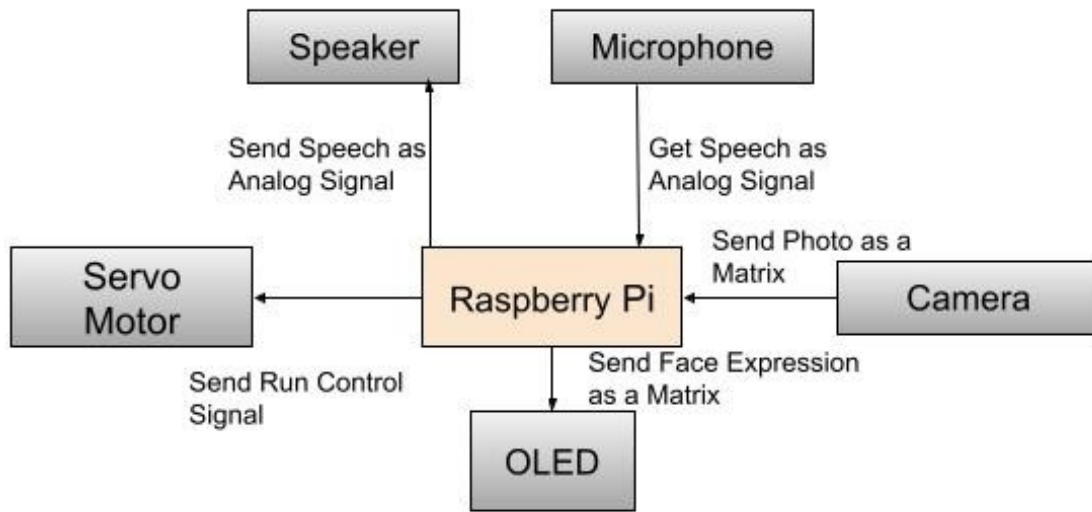 Speaker
Microphone
Send Speech as
Analog Signal
Get Speech as
Analog Signal
Send Photo as a
Matrix
Servo
Motor
Raspberry Pi
Camera
Send Run Control
Signal
Send Face Expression
as a Matrix
OLED